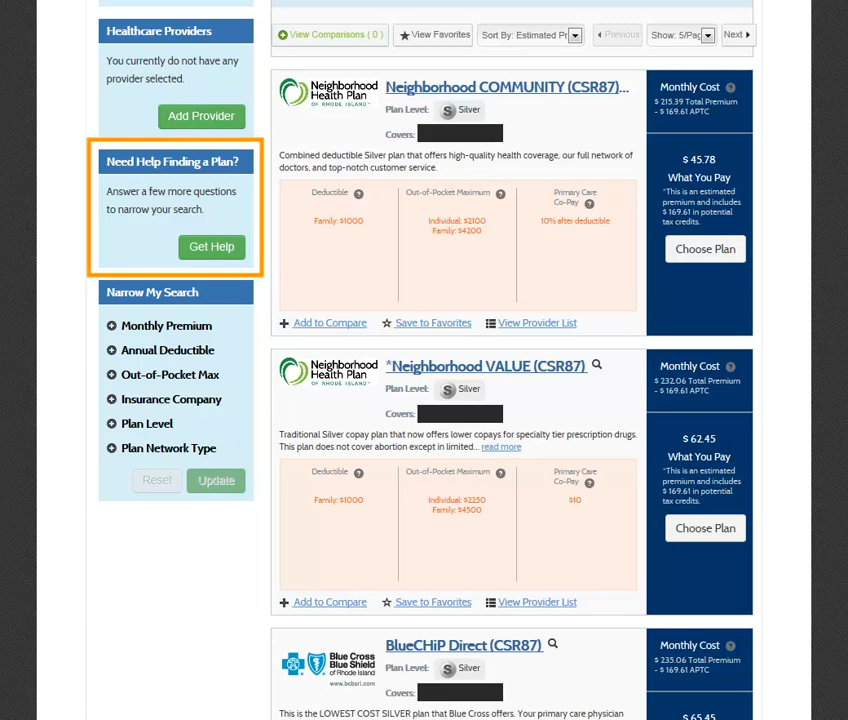 Healthcare Providers
You currently do not have any
provider selected.
Add Provider
Need Help Finding a Plan?
Answer a few more questions
to narrow your search.
Get Help
Narrow My Search
Monthly Premium
Annual Deductible
Out-of-Pocket Max
Insurance Company
Plan Level
Plan Network Type
Reset Update
View Comparisons ( 0 ) View Favorites Sort By: Estimated Pr Previous Show: 5/Pag Next
Neighborhood
Health Plan
OF RHODE ISLAND™
Neighborhood COMMUNITY (CSR87)...
Plan Level: S Silver
Covers:
Combined deductible Silver plan that offers high-quality health coverage, our full network of
doctors, and top-notch customer service.
Deductible ? Out-of-Pocket Maximum ? Primary Care
Co-Pay ?
Family: $1000 Individual: $2100 10% after deductible
Family: $4200
Add to Compare Save to Favorites View Provider List
Monthly Cost ?
$ 215.39 Total Premium
- $ 169.61 APTC
$ 45.78
What You Pay
*This is an estimated
premium and includes
$ 169.61 in potential
tax credits.
Choose Plan
Neighborhood
Health Plan
OF RHODE ISLAND™
*Neighborhood VALUE (CSR87)
Plan Level: S Silver
Covers:
Traditional Silver copay plan that now offers lower copays for specialty tier prescription drugs.
This plan does not cover abortion except in limited... read more
Deductible ? Out-of-Pocket Maximum ? Primary Care
Co-Pay ?
Family: $1000 Individual: $2250 $10
Family: $4500
Add to Compare Save to Favorites View Provider List
Monthly Cost ?
$ 232.06 Total Premium
- $ 169.61 APTC
$ 62.45
What You Pay
*This is an estimated
premium and includes
$ 169.61 in potential
tax credits.
Choose Plan
Blue Cross
Blue Shield
of Rhode Island
www.bcbsri.com
BlueCHiP Direct (CSR87)
Plan Level: S Silver
Covers:
This is the LOWEST COST SILVER plan that Blue Cross offers. Your primary care physician
Monthly Cost ?
$ 235.06 Total Premium
- $ 169.61 APTC
$ 65.45